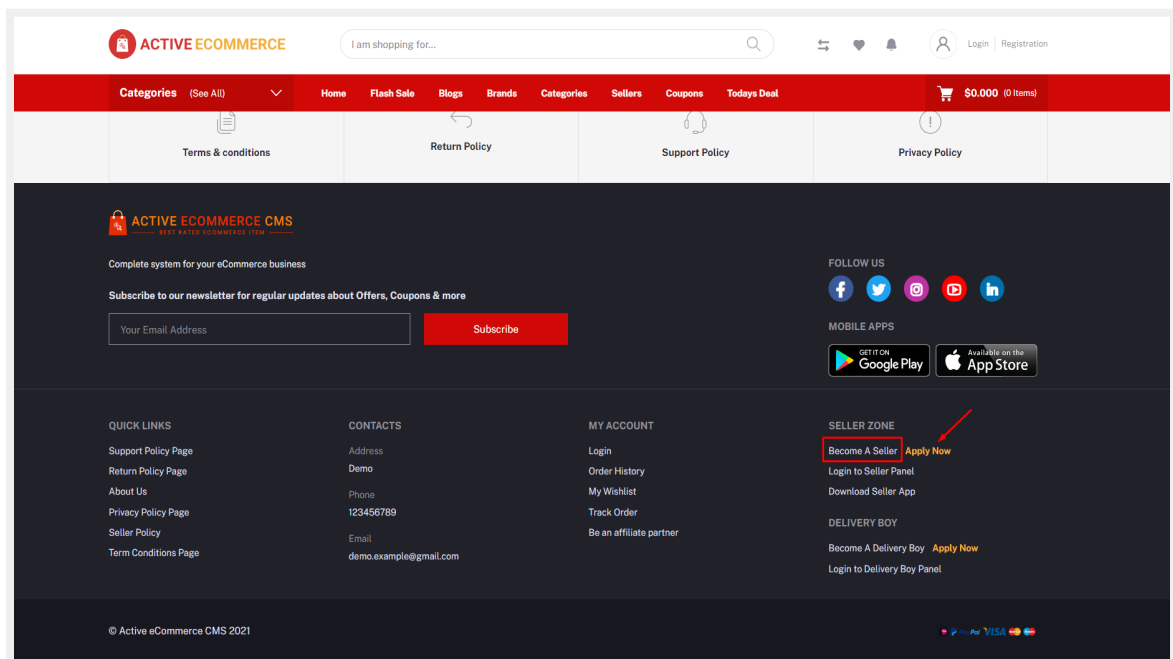 ACTIVE ECOMMERCE
I am shopping for...
Login | Registration
Categories (See All)
Home Flash Sale Blogs Brands Categories Sellers Coupons Todays Deal
$0.000 (0 Items)
Terms & conditions
Return Policy
Support Policy
Privacy Policy
ACTIVE ECOMMERCE CMS
BEST RATED ECOMMERCE ITEM
Complete system for your eCommerce business
Subscribe to our newsletter for regular updates about Offers, Coupons & more
Your Email Address
Subscribe
FOLLOW US
MOBILE APPS
GET IT ON
Google Play
Available on the
App Store
QUICK LINKS
Support Policy Page
Return Policy Page
About Us
Privacy Policy Page
Seller Policy
Term Conditions Page
CONTACTS
Address
Demo
Phone
123456789
Email
demo.example@gmail.com
MY ACCOUNT
Login
Order History
My Wishlist
Track Order
Be an affiliate partner
SELLER ZONE
Become A Seller Apply Now
Login to Seller Panel
Download Seller App
DELIVERY BOY
Become A Delivery Boy Apply Now
Login to Delivery Boy Panel
© Active eCommerce CMS 2021
VISA